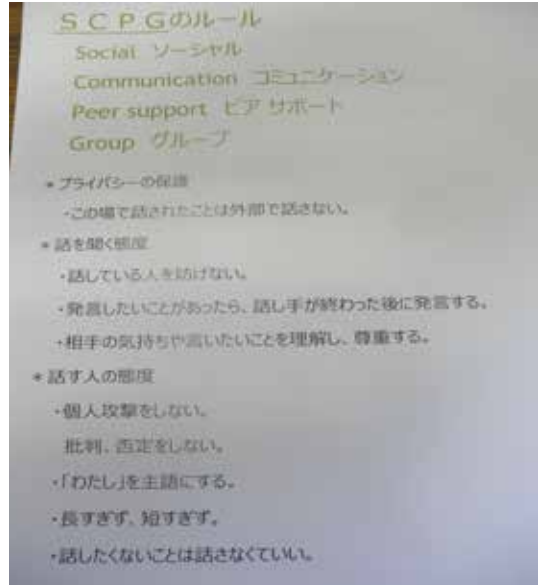 ＳＣＰＧのルール
Social ソーシャル
Communication コミュニケーション
Peer support ピア サポート
Group グループ
* プライバシーの保護
・この場で話されたことは外部で話さない。
* 話を聞く態度
・話している人を妨げない。
・発言したいことがあったら、話し手が終わった後に発言する。
・相手の気持ちや言いたいことを理解し、尊重する。
* 話す人の態度
・個人攻撃をしない。
批判、否定をしない。
・「わたし」を主語にする。
・長すぎず、短すぎず。
・話したくないことは話さなくていい。